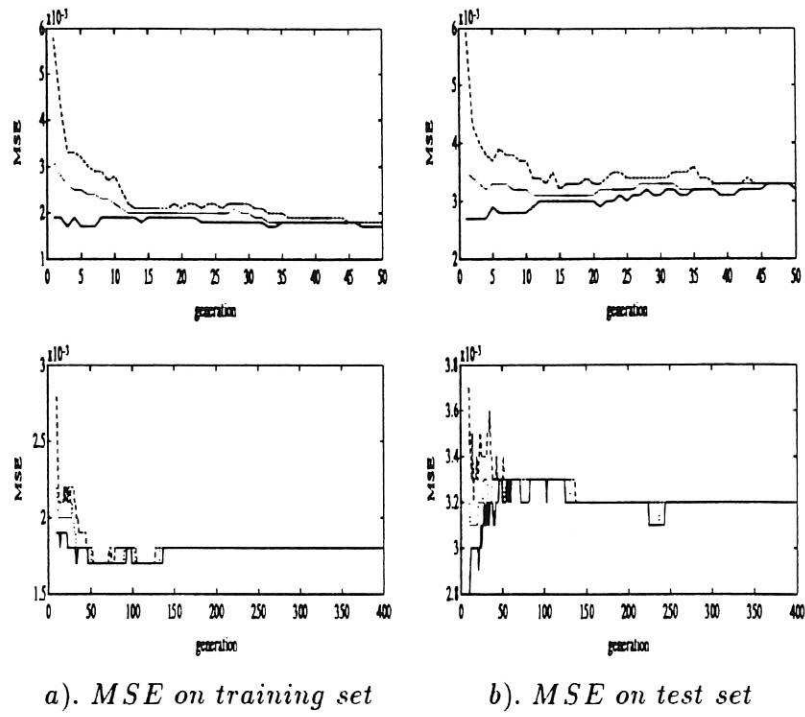 x10⁻³
6
5
4
3
2
1
MSE
0 5 10 15 20 25 30 35 40 45 50
generation
x10⁻³
6
5
4
3
2
MSE
0 5 10 15 20 25 30 35 40 45 50
generation
x10⁻³
3
2.5
2
1.5
MSE
0 50 100 150 200 250 300 350 400
generation
x10⁻³
3.8
3.6
3.4
3.2
3
2.8
MSE
0 50 100 150 200 250 300 350 400
generation
a). MSE on training set
b). MSE on test set